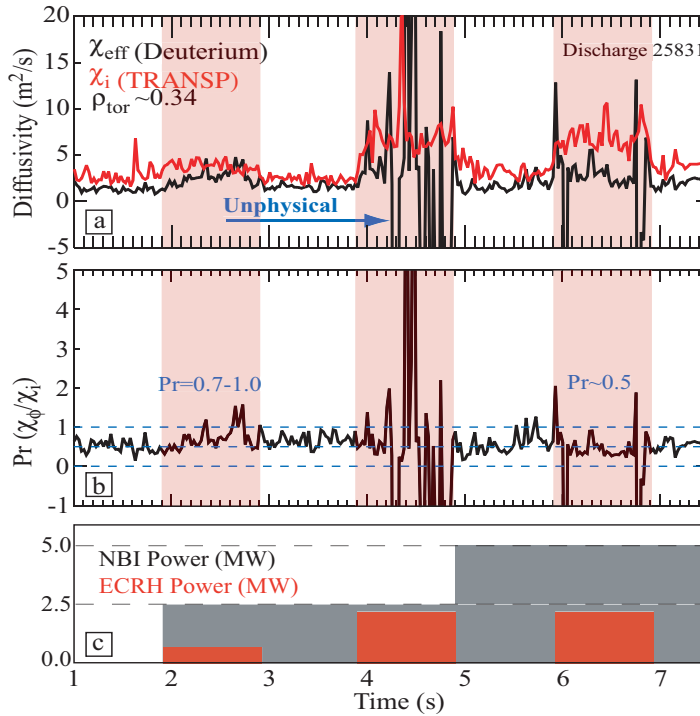 20
15
10
5
0
-5
Diffusivity (m²/s)
χeff (Deuterium)
χi (TRANSP)
ρtor ~0.34
Discharge 25831
Unphysical
a
5
4
3
2
1
0
-1
Pr (χϕ/χi)
Pr=0.7-1.0
Pr~0.5
b
5.0
2.5
0.0
NBI Power (MW)
ECRH Power (MW)
c
1 2 3 4 5 6 7
Time (s)